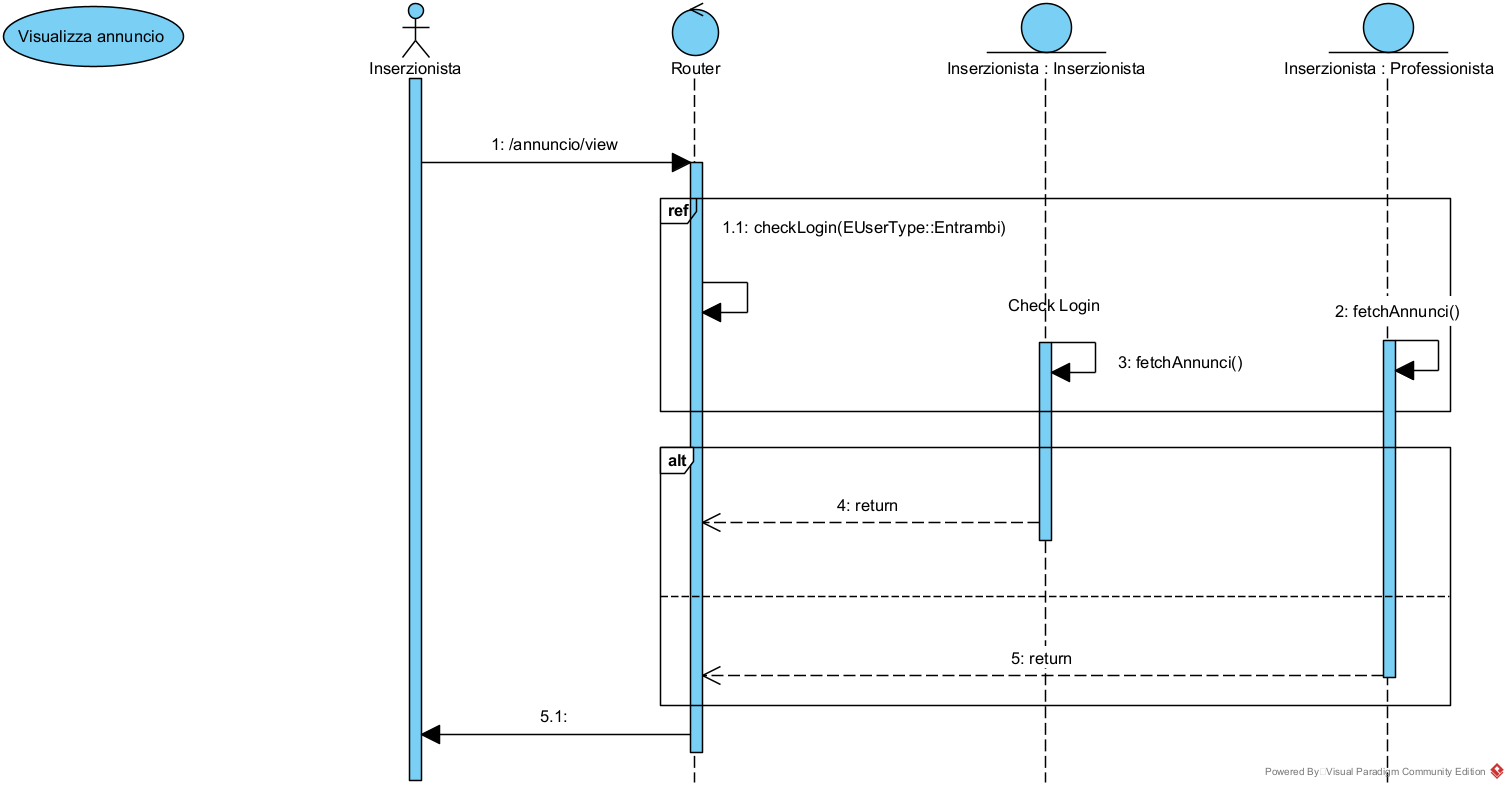 Visualizza annuncio
Inserzionista
Router
Inserzionista : Inserzionista
Inserzionista : Professionista
1: /annuncio/view
ref
1.1: checkLogin(EUserType::Entrambi)
Check Login
2: fetchAnnunci()
3: fetchAnnunci()
alt
4: return
5: return
5.1:
Powered By Visual Paradigm Community Edition